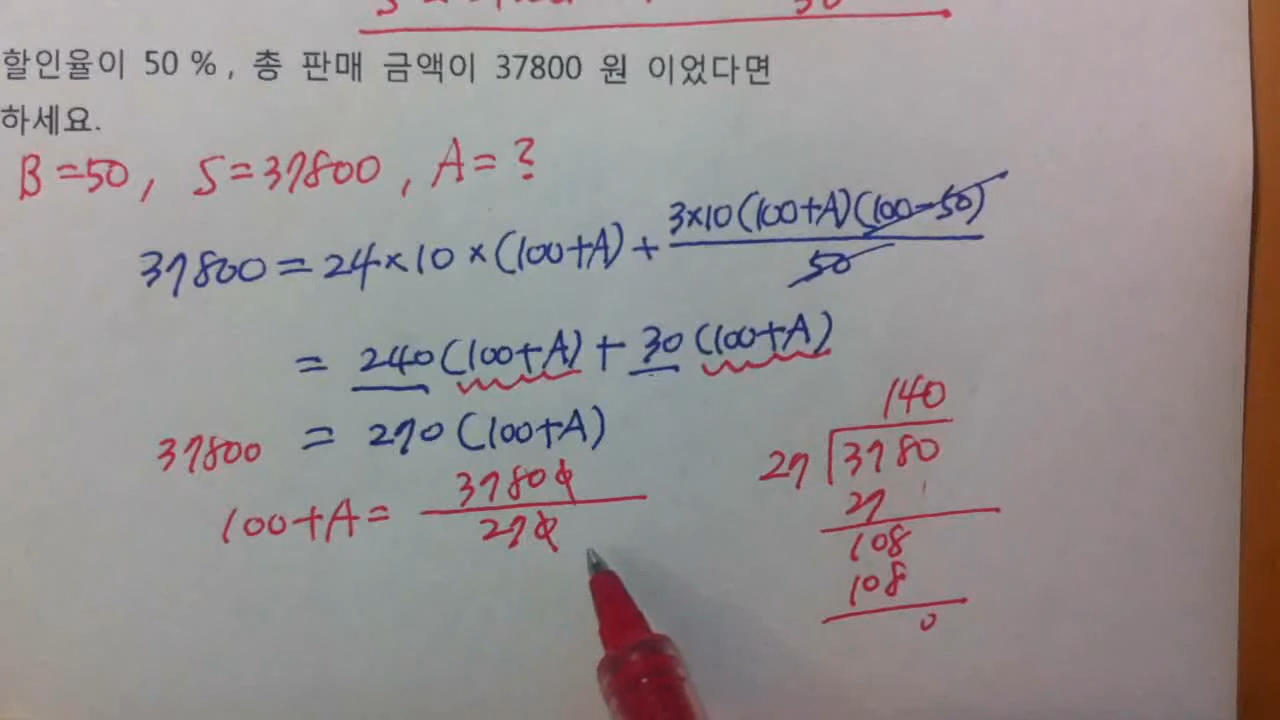 할인율이 50 %, 총 판매 금액이 37800 원 이었다면
하세요.
B=50, S=37800, A=?
37800=24×10×(100+A)+3×10(100+A)(100-50)/50
=240(100+A)+30(100+A)
37800 =270(100+A)
100+A=37800/270
140
27 3780
27
108
108
0